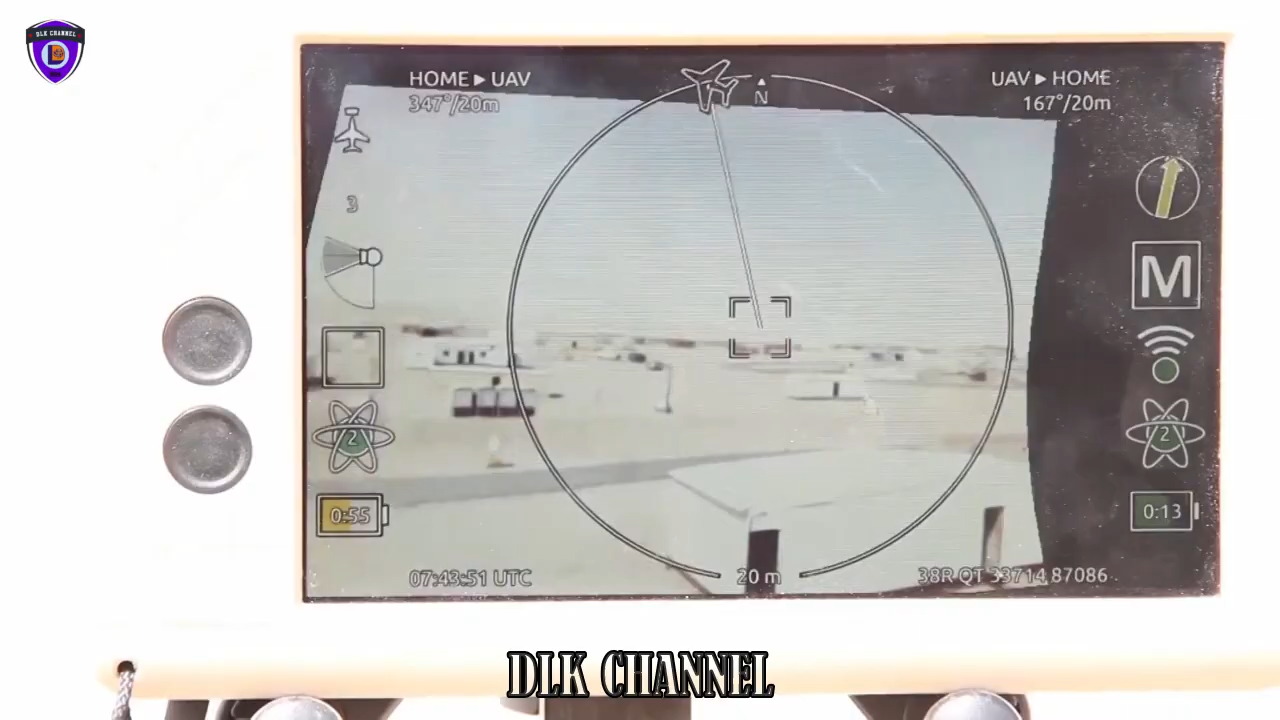 DLK CHANNEL
HOME ▸ UAV
347°/20m
UAV ▸ HOME
167°/20m
N
3
M
2
2
0:55
0:13
07:43:51 UTC
20 m
38R QT 33714 87086
DLK CHANNEL